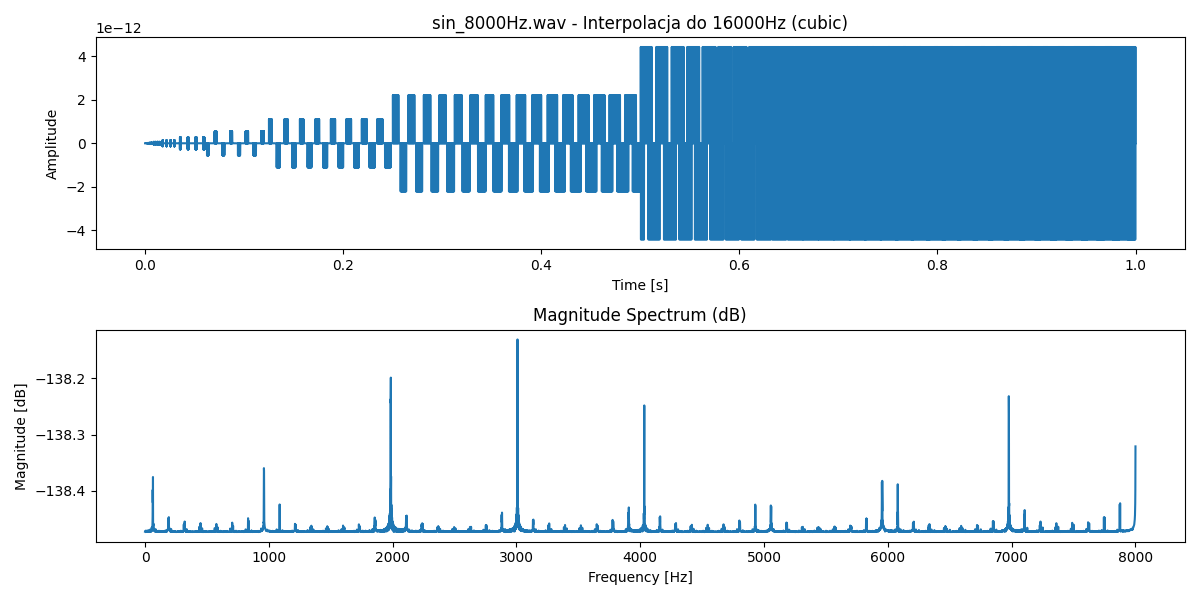 sin_8000Hz.wav - Interpolacja do 16000Hz (cubic)
1e−12
4
2
0
−2
−4
Amplitude
0.0 0.2 0.4 0.6 0.8 1.0
Time [s]
Magnitude Spectrum (dB)
−138.2
−138.3
−138.4
Magnitude [dB]
0 1000 2000 3000 4000 5000 6000 7000 8000
Frequency [Hz]